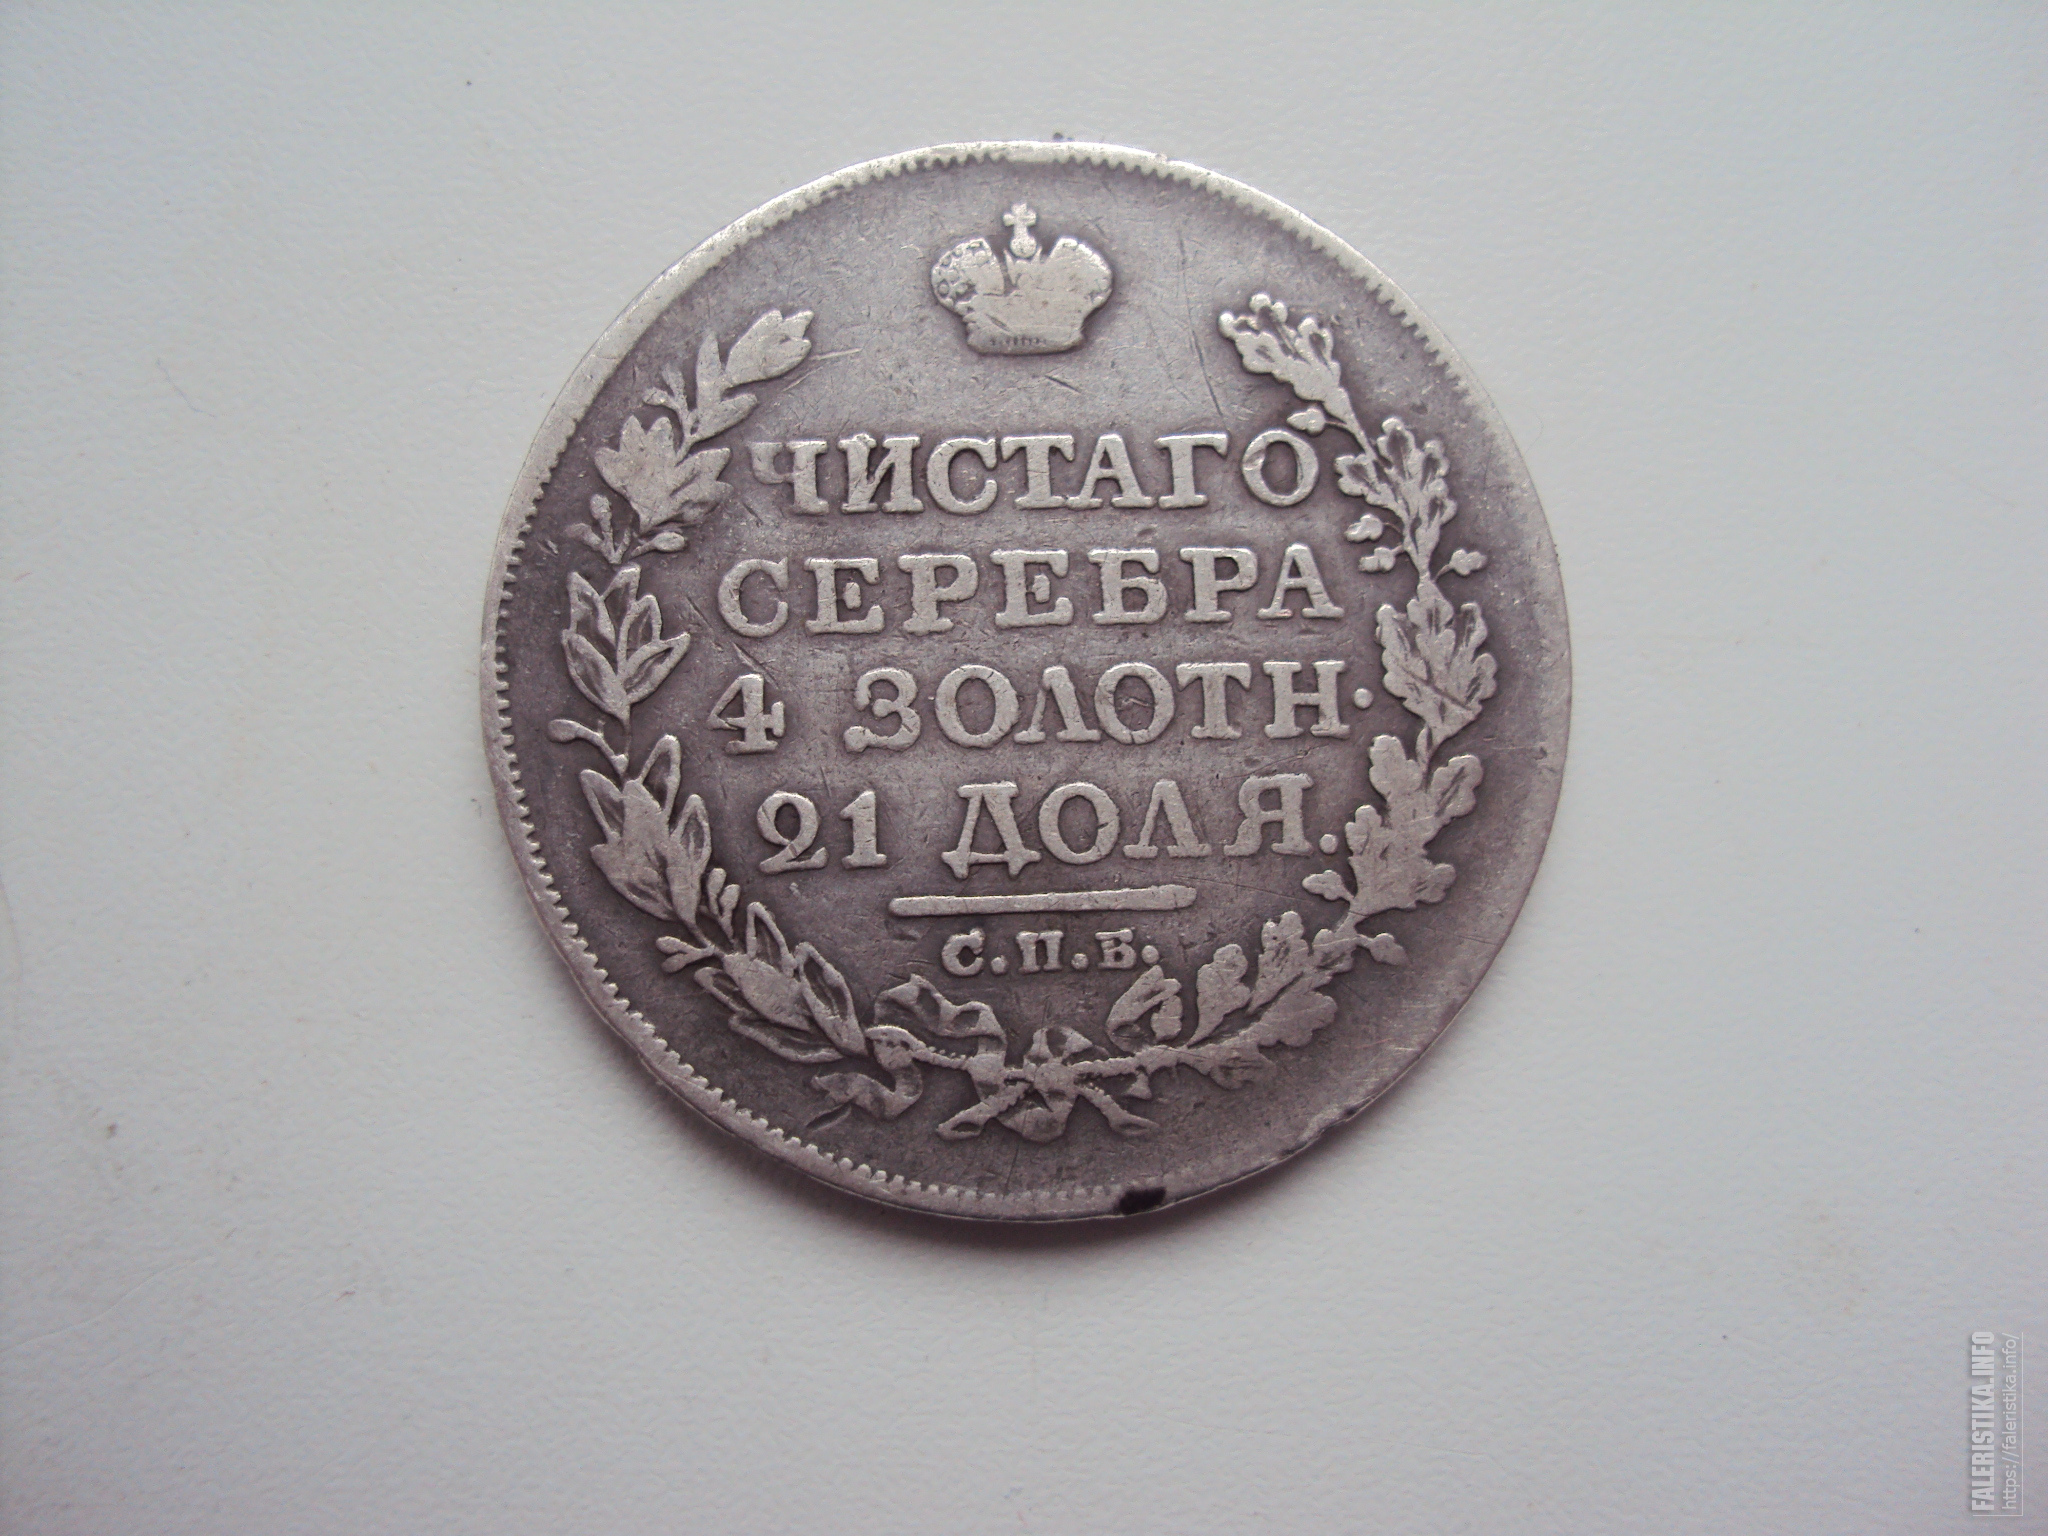 ЧИСТАГО
СЕРЕБРА
4 ЗОЛОТН.
21 ДОЛЯ.
С.П.Б.
FALERISTIKA.INFO
https://faleristika.info/